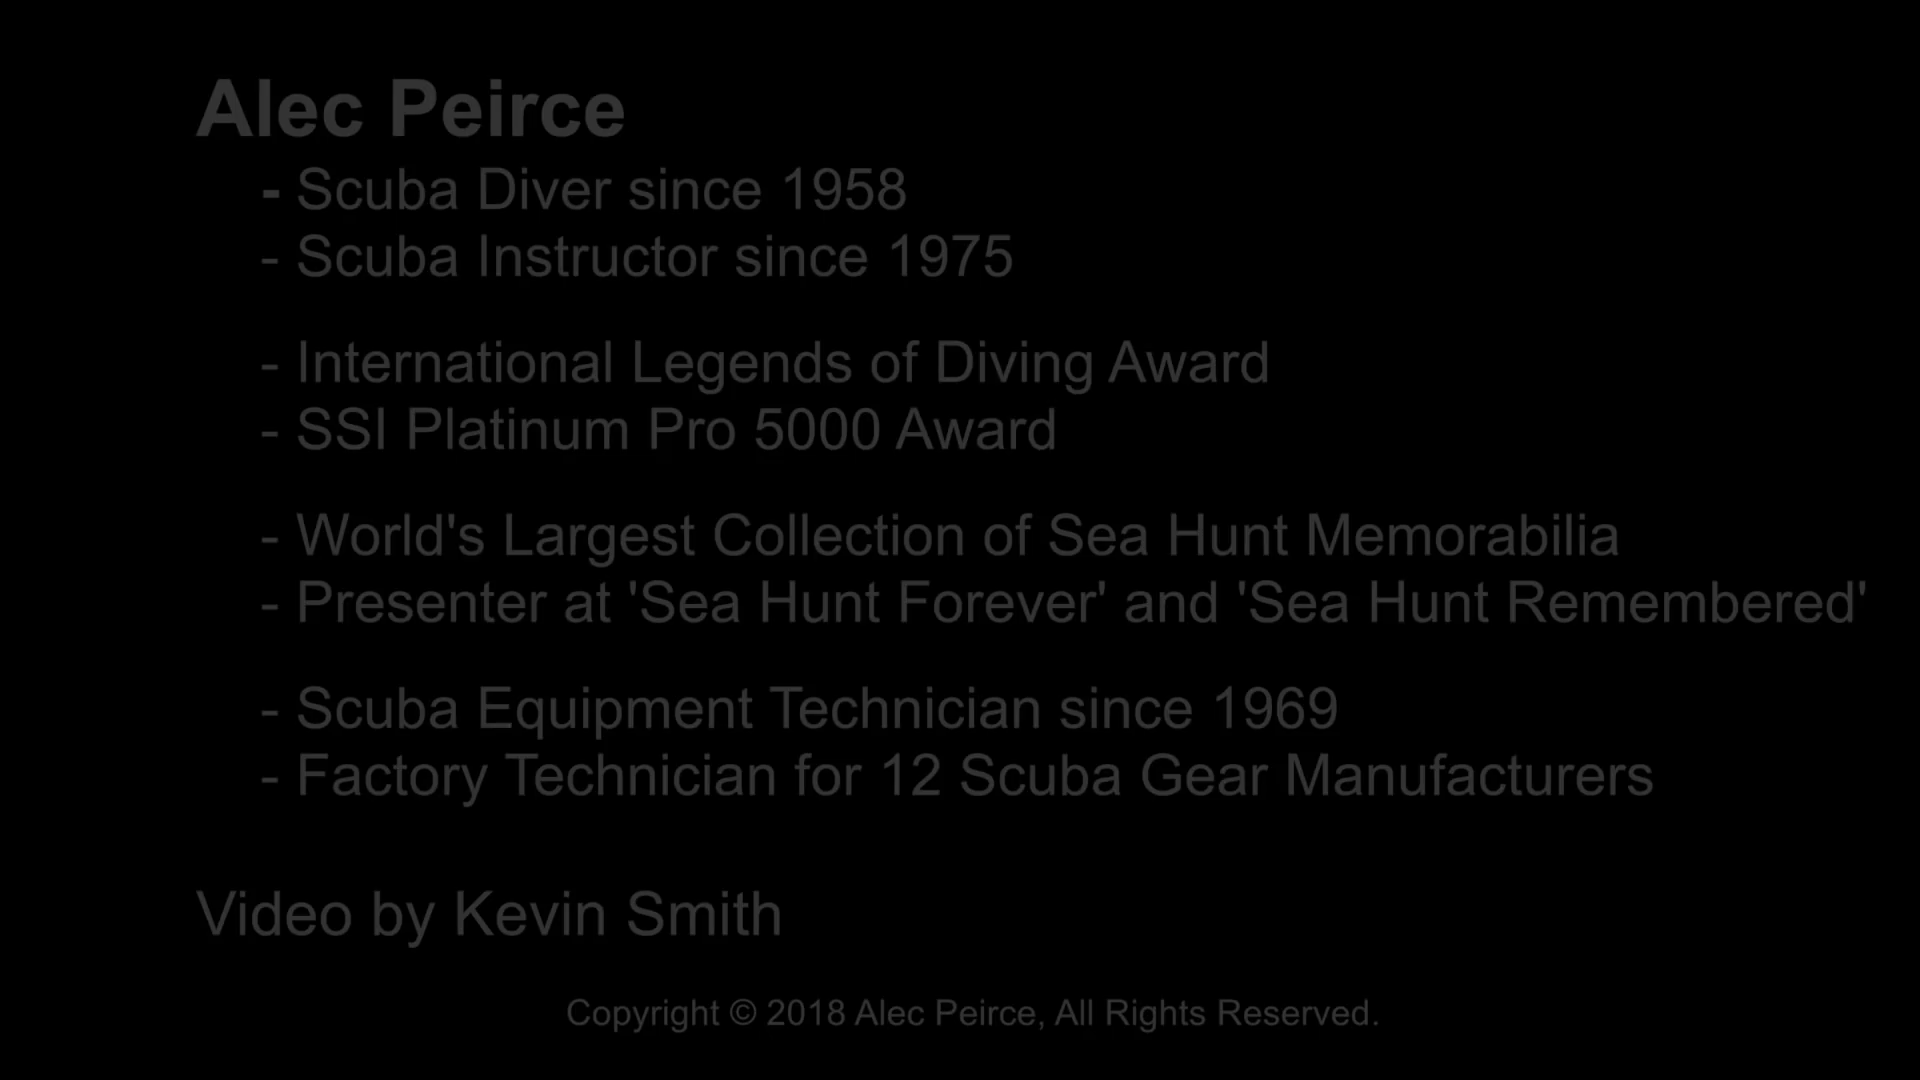 Alec Peirce
- Scuba Diver since 1958
- Scuba Instructor since 1975
- International Legends of Diving Award
- SSI Platinum Pro 5000 Award
- World's Largest Collection of Sea Hunt Memorabilia
- Presenter at 'Sea Hunt Forever' and 'Sea Hunt Remembered'
- Scuba Equipment Technician since 1969
- Factory Technician for 12 Scuba Gear Manufacturers
Video by Kevin Smith
Copyright © 2018 Alec Peirce, All Rights Reserved.